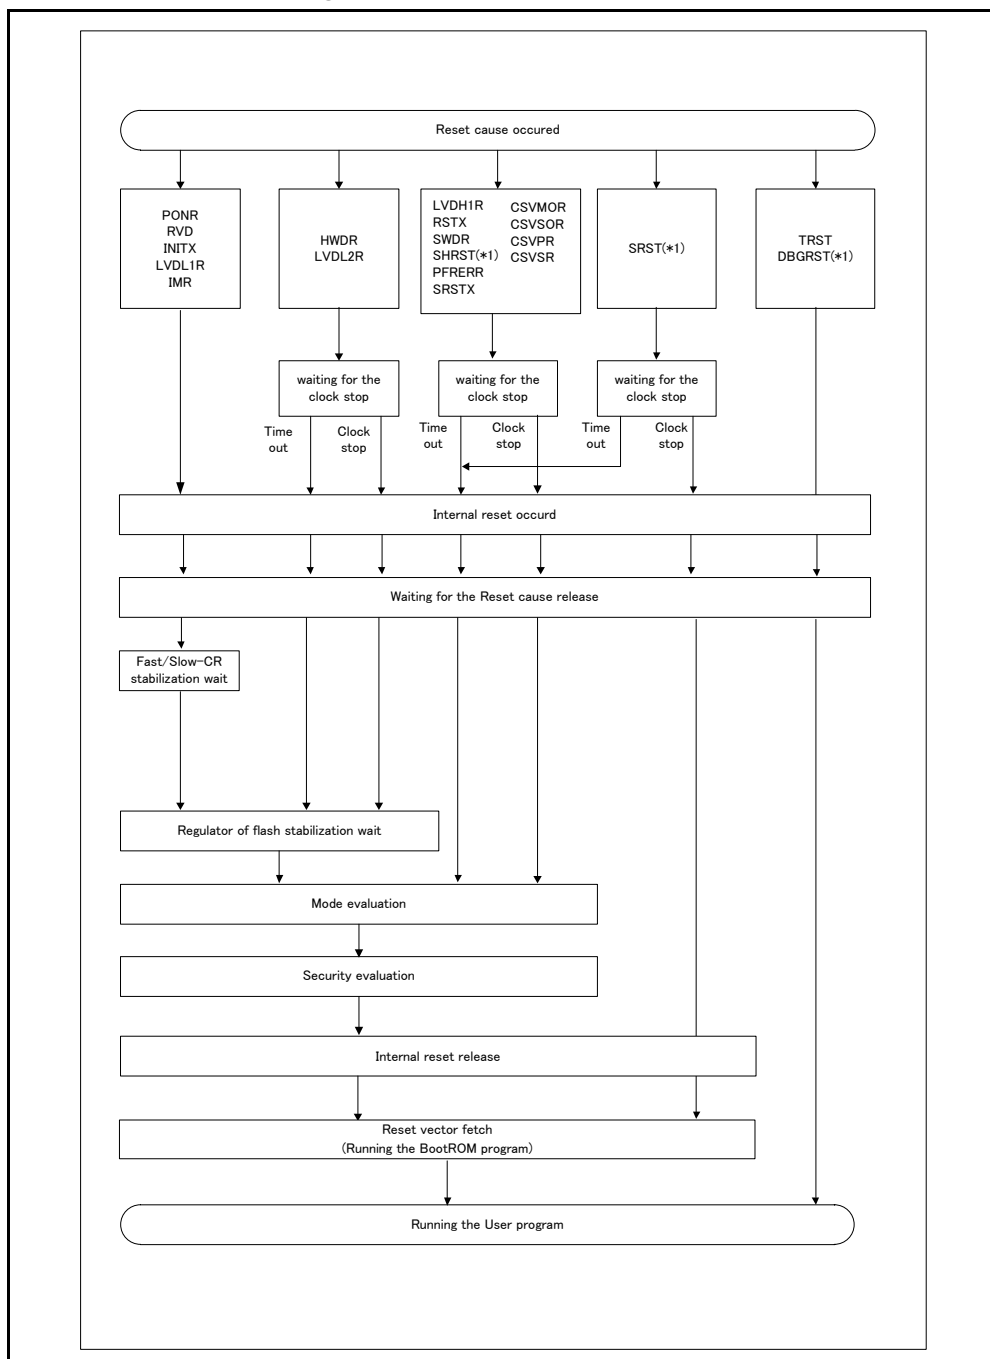 Reset cause occured
PONR
RVD
INITX
LVDL1R
IMR
HWDR
LVDL2R
LVDH1R
RSTX
SWDR
SHRST(*1)
PFRERR
SRSTX
CSVMOR
CSVSOR
CSVPR
CSVSR
SRST(*1)
TRST
DBGRST(*1)
waiting for the
clock stop
waiting for the
clock stop
waiting for the
clock stop
Time
out
Clock
stop
Time
out
Clock
stop
Time
out
Clock
stop
Internal reset occurd
Waiting for the Reset cause release
Fast/Slow-CR
stabilization wait
Regulator of flash stabilization wait
Mode evaluation
Security evaluation
Internal reset release
Reset vector fetch
(Running the BootROM program)
Running the User program